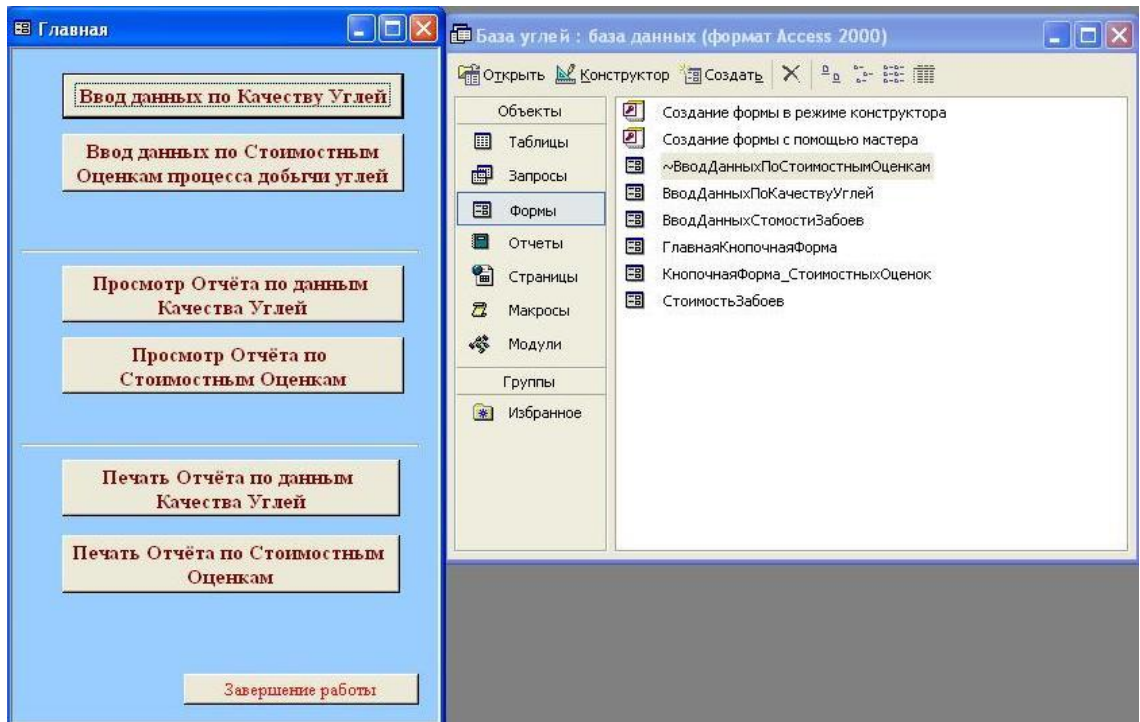 Главная
Ввод данных по Качеству Углей
Ввод данных по Стоимостным
Оценкам процесса добычи углей
Просмотр Отчёта по данным
Качества Углей
Просмотр Отчёта по
Стоимостным Оценкам
Печать Отчёта по данным
Качества Углей
Печать Отчёта по Стоимостным
Оценкам
Завершение работы
База углей : база данных (формат Access 2000)
Открыть Конструктор Создать
Объекты
Таблицы
Запросы
Формы
Отчеты
Страницы
Макросы
Модули
Группы
Избранное
Создание формы в режиме конструктора
Создание формы с помощью мастера
~ВводДанныхПоСтоимостнымОценкам
ВводДанныхПоКачествуУглей
ВводДанныхСтомостиЗабоев
ГлавнаяКнопочнаяФорма
КнопочнаяФорма_СтоимостныхОценок
СтоимостьЗабоев